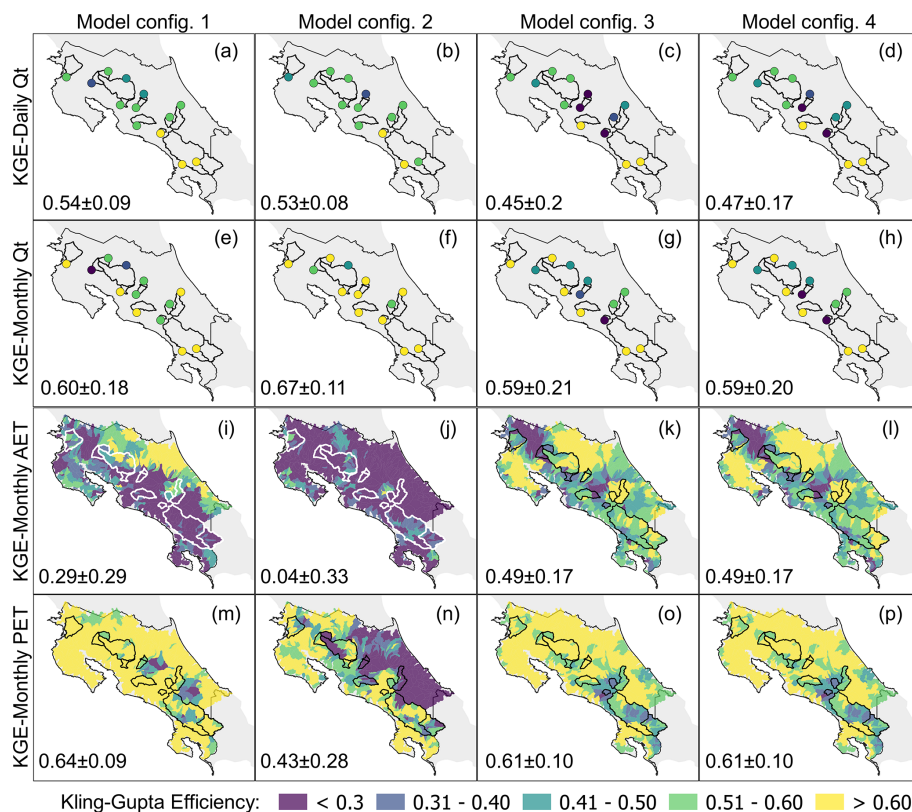 Model config. 1 Model config. 2 Model config. 3 Model config. 4
KGE-Daily Qt
(a) (b) (c) (d)
0.54±0.09 0.53±0.08 0.45±0.2 0.47±0.17
KGE-Monthly Qt
(e) (f) (g) (h)
0.60±0.18 0.67±0.11 0.59±0.21 0.59±0.20
KGE-Monthly AET
(i) (j) (k) (l)
0.29±0.29 0.04±0.33 0.49±0.17 0.49±0.17
KGE-Monthly PET
(m) (n) (o) (p)
0.64±0.09 0.43±0.28 0.61±0.10 0.61±0.10
Kling-Gupta Efficiency: < 0.3 0.31 - 0.40 0.41 - 0.50 0.51 - 0.60 > 0.60